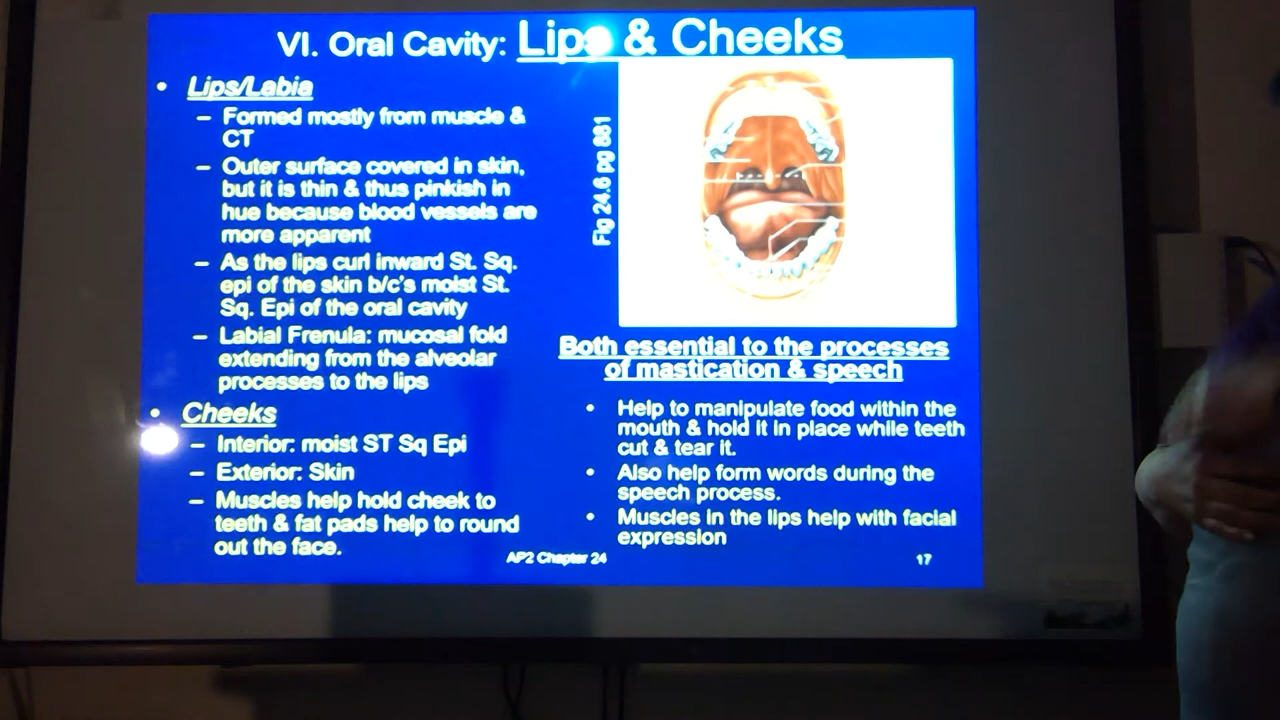 VI. Oral Cavity: Lips & Cheeks
• Lips/Labia
– Formed mostly from muscle &
CT
– Outer surface covered in skin,
but it is thin & thus pinkish in
hue because blood vessels are
more apparent
– As the lips curl inward St. Sq.
epi of the skin b/c's moist St.
Sq. Epi of the oral cavity
– Labial Frenula: mucosal fold
extending from the alveolar
processes to the lips
• Cheeks
– Interior: moist ST Sq Epi
– Exterior: Skin
– Muscles help hold cheek to
teeth & fat pads help to round
out the face.
Fig 24.6 pg 881
Both essential to the processes
of mastication & speech
• Help to manipulate food within the
mouth & hold it in place while teeth
cut & tear it.
• Also help form words during the
speech process.
• Muscles in the lips help with facial
expression
AP2 Chapter 24
17